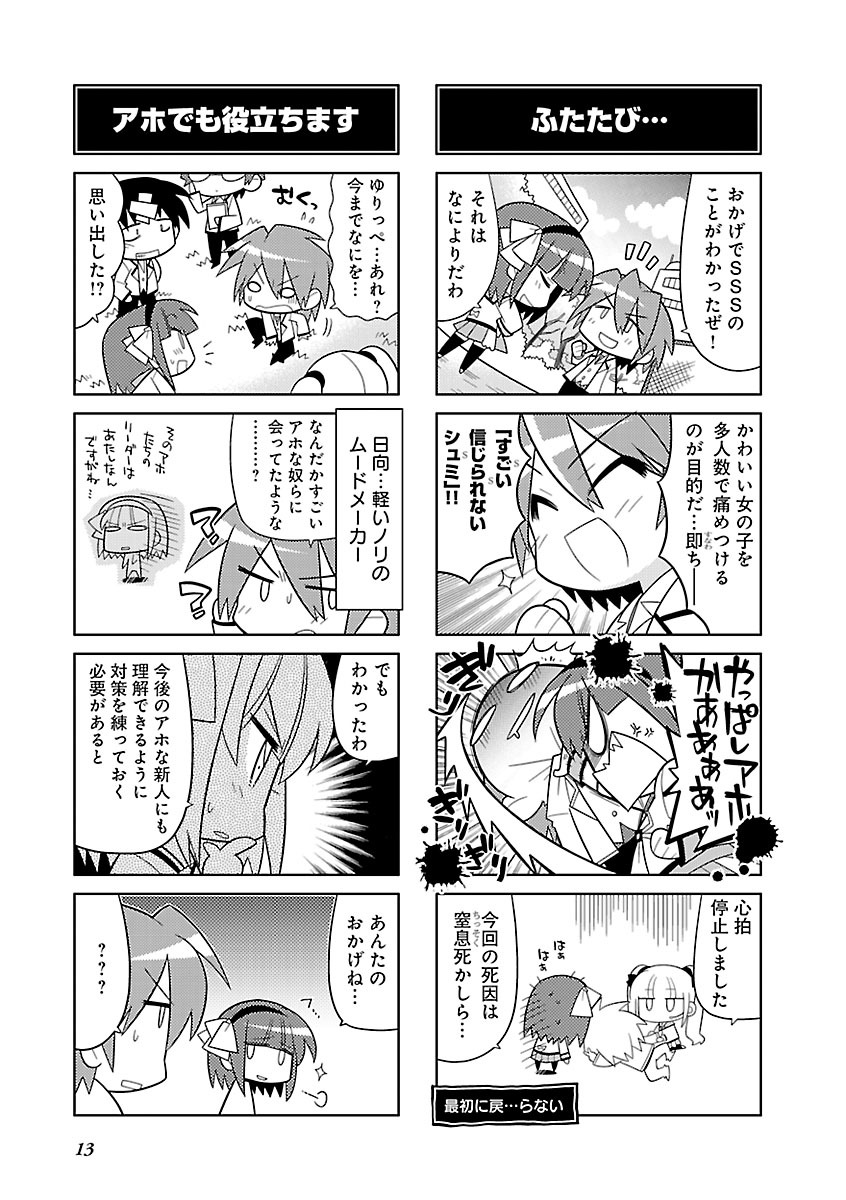 ふたたび…
おかげでSSSの
ことがわかったぜ!
それは
なによりだわ
かわいい女の子を
多人数で痛めつける
のが目的だ…即ち――
すなわ
「すごい
信じられない
シュミ」!!
S
S
S
やっぱしアホ
かぁぁぁぁッ
ぎりぎり
ぎりぎり
心拍
停止しました
はぁ
はぁ
今回の死因は
窒息死かしら…
ちっそく
最初に戻…らない
アホでも役立ちます
ゆりっぺ…あれ?
今までなにを…
むくっ
思い出した!?
日向…軽いノリの
ムードメーカー
なんだかすごい
アホな奴らに
会ってたような
………?
?
?
そのアホ
たちの
リーダーは
あたしなん
ですがね…
でも
わかったわ
今後のアホな新人にも
理解できるように
対策を練っておく
必要があると
あんたの
おかげね…
???
13